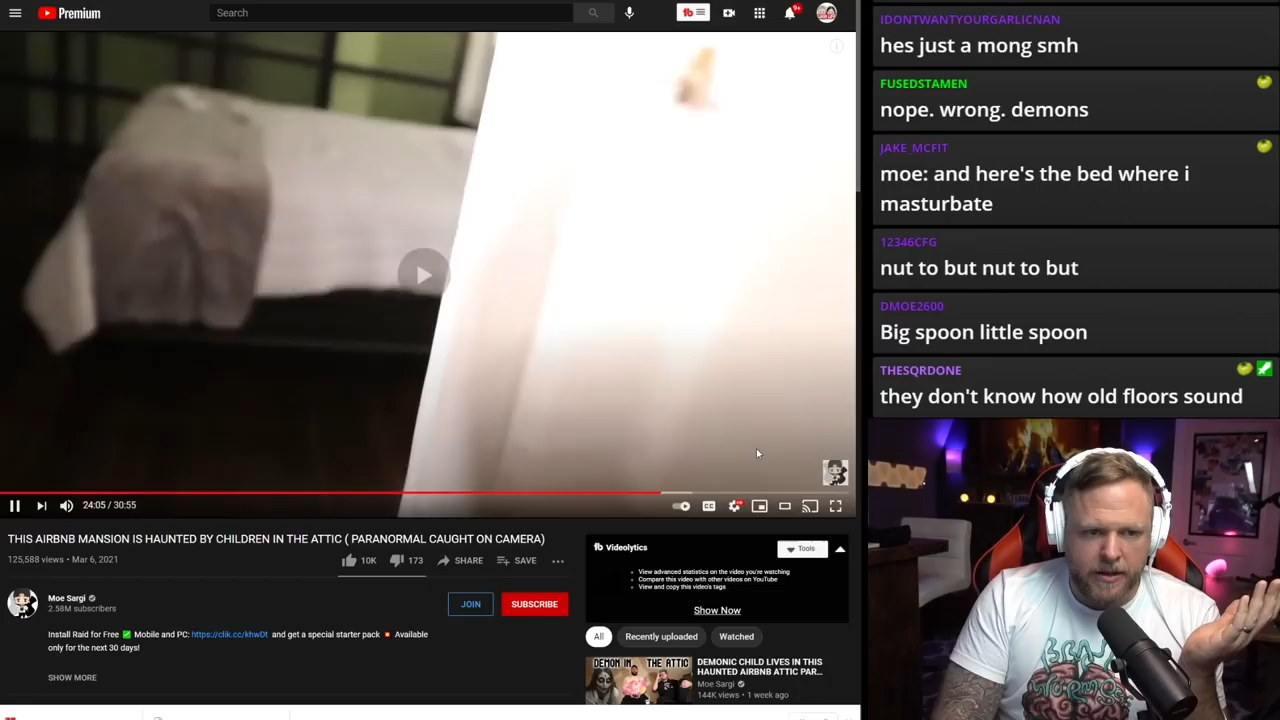 Premium
Search
9+
24:05 / 30:55
THIS AIRBNB MANSION IS HAUNTED BY CHILDREN IN THE ATTIC ( PARANORMAL CAUGHT ON CAMERA)
125,588 views • Mar 6, 2021
10K
173
SHARE
SAVE
Moe Sargi
2.58M subscribers
JOIN
SUBSCRIBE
Install Raid for Free ✅ Mobile and PC: https://clik.cc/khwDt and get a special starter pack 💥 Available
only for the next 30 days!
SHOW MORE
Videolytics
Tools
• View advanced statistics on the video you're watching
• Compare this video with other videos on YouTube
• View and copy this video's tags
Show Now
All
Recently uploaded
Watched
DEMON IN THE ATTIC
DEMONIC CHILD LIVES IN THIS
HAUNTED AIRBNB ATTIC PAR...
Moe Sargi
144K views • 1 week ago
IDONTWANTYOURGARLICNAN
hes just a mong smh
FUSEDSTAMEN
nope. wrong. demons
JAKE_MCFIT
moe: and here's the bed where i
masturbate
12346CFG
nut to but nut to but
DMOE2600
Big spoon little spoon
THESQRDONE
they don't know how old floors sound